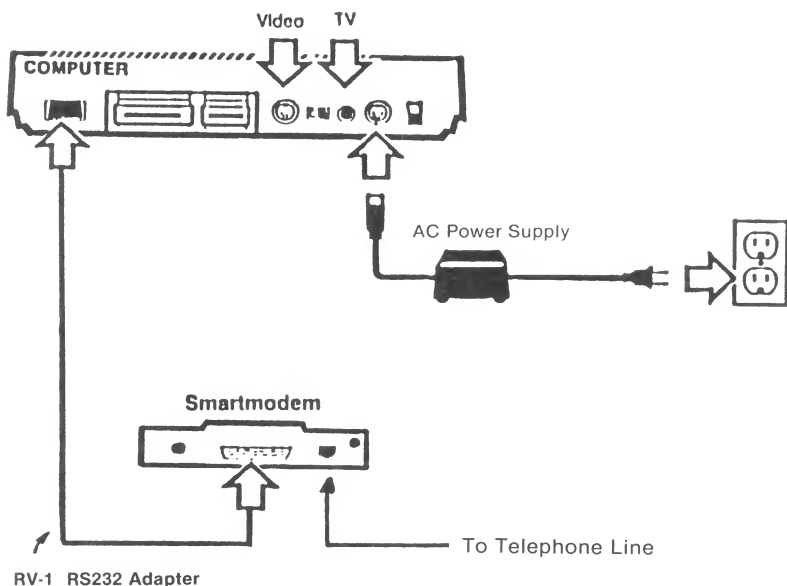 Video TV
COMPUTER
AC Power Supply
Smartmodem
To Telephone Line
RV-1 RS232 Adapter